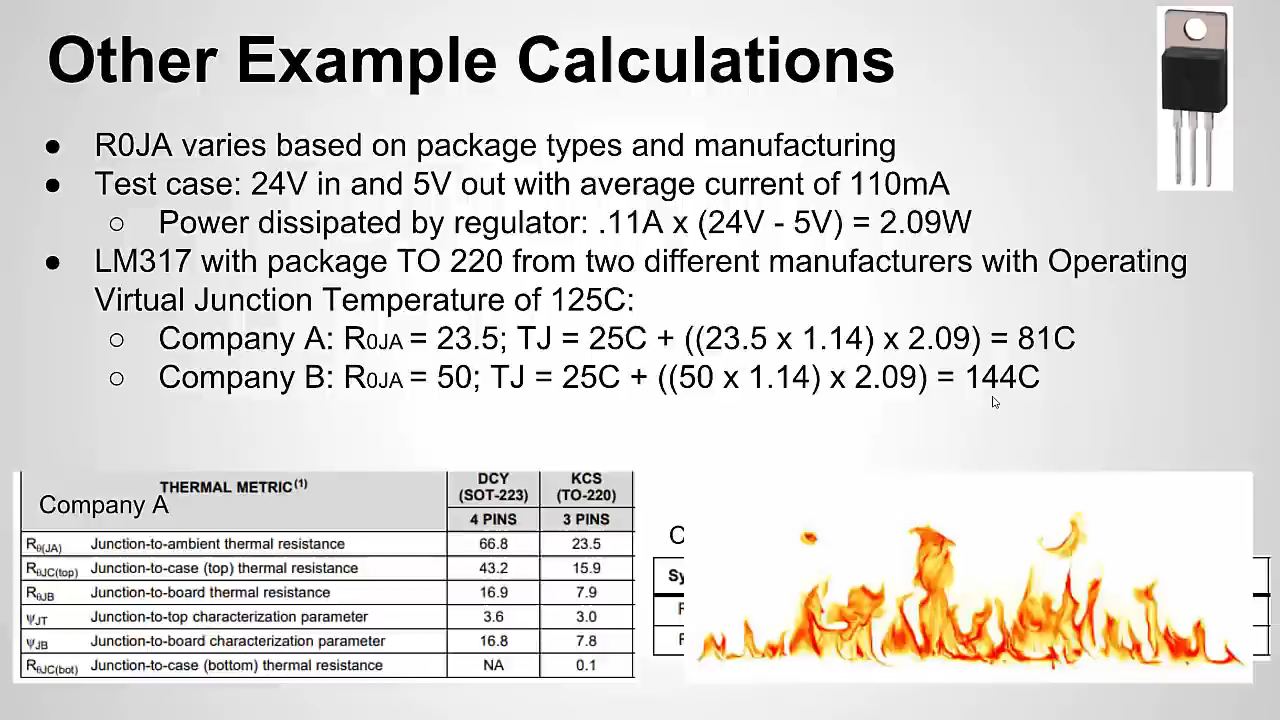 Other Example Calculations
● R0JA varies based on package types and manufacturing
● Test case: 24V in and 5V out with average current of 110mA
○ Power dissipated by regulator: .11A x (24V - 5V) = 2.09W
● LM317 with package TO 220 from two different manufacturers with Operating
Virtual Junction Temperature of 125C:
○ Company A: R0JA = 23.5; TJ = 25C + ((23.5 x 1.14) x 2.09) = 81C
○ Company B: R0JA = 50; TJ = 25C + ((50 x 1.14) x 2.09) = 144C
Company A
THERMAL METRIC(1) DCY (SOT-223) KCS (TO-220)
4 PINS 3 PINS
Rθ(JA) Junction-to-ambient thermal resistance 66.8 23.5
RθJC(top) Junction-to-case (top) thermal resistance 43.2 15.9
RθJB Junction-to-board thermal resistance 16.9 7.9
ψJT Junction-to-top characterization parameter 3.6 3.0
ψJB Junction-to-board characterization parameter 16.8 7.8
RθJC(bot) Junction-to-case (bottom) thermal resistance NA 0.1